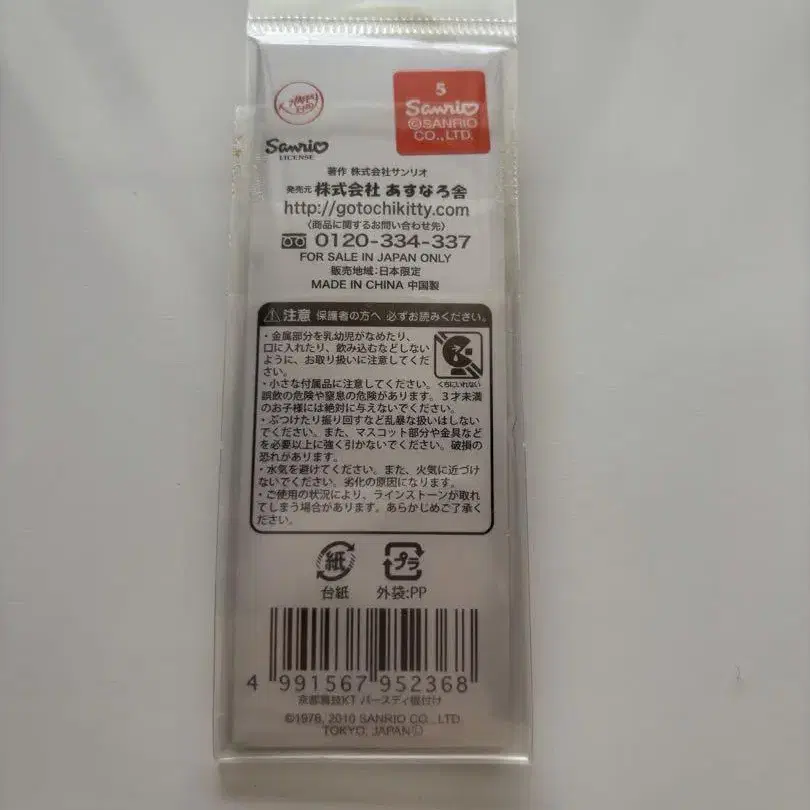 5
Sanrio
©SANRIO
CO.,LTD.
Sanrio
LICENSE
著作 株式会社サンリオ
発売元 株式会社 あすなろ舎
http://gotochikitty.com
〈商品に関するお問い合わせ先〉
0120-334-337
FOR SALE IN JAPAN ONLY
販売地域:日本限定
MADE IN CHINA 中国製
注意 保護者の方へ 必ずお読みください。
・金属部分を乳幼児がなめたり、
口に入れたり、飲み込むなどしない
ように、お取り扱いに注意してくだ
さい。
くちにいれない
・小さな付属品に注意してください。
誤飲の危険や窒息の危険があります。3才未満
のお子様には絶対に与えないでください。
・ぶつけたり振り回すなど乱暴な扱いはしない
でください。また、マスコット部分や金具など
を必要以上に強く引かないでください。破損の
恐れがあります。
・水気を避けてください。また、火気に近づけ
ないでください。劣化の原因になります。
・ご使用の状況により、ラインストーンが取れ
てしまう場合があります。あらかじめご了承く
ださい。
紙
プラ
台紙
外袋:PP
4 991567 952368
京都舞妓KT バースディ根付け
©1976, 2010 SANRIO CO., LTD.
TOKYO, JAPAN Ⓛ